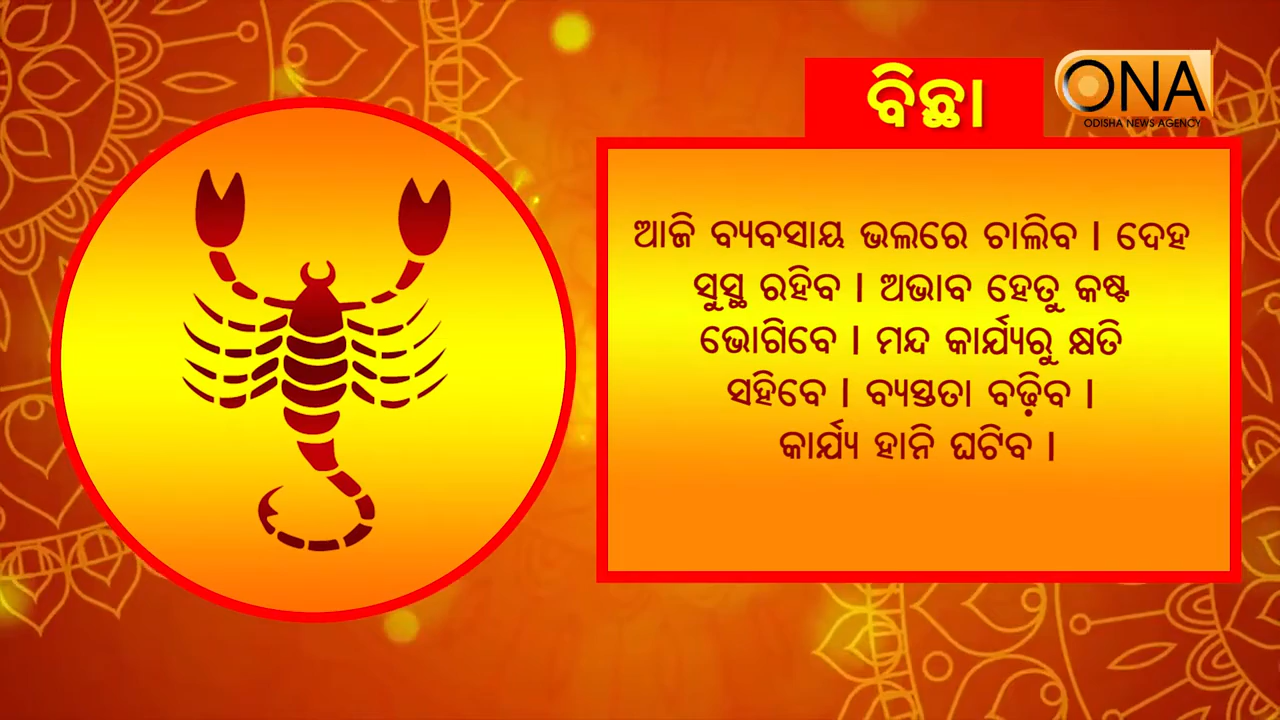 ବିଛା
ONA
ODISHA NEWS AGENCY
ଆଜି ବ୍ୟବସାୟ ଭଲରେ ଚାଲିବ । ଦେହ
ସୁସ୍ଥ ରହିବ । ଅଭାବ ହେତୁ କଷ୍ଟ
ଭୋଗିବେ । ମନ୍ଦ କାର୍ଯ୍ୟରୁ କ୍ଷତି
ସହିବେ । ବ୍ୟସ୍ତତା ବଢ଼ିବ ।
କାର୍ଯ୍ୟ ହାନି ଘଟିବ ।